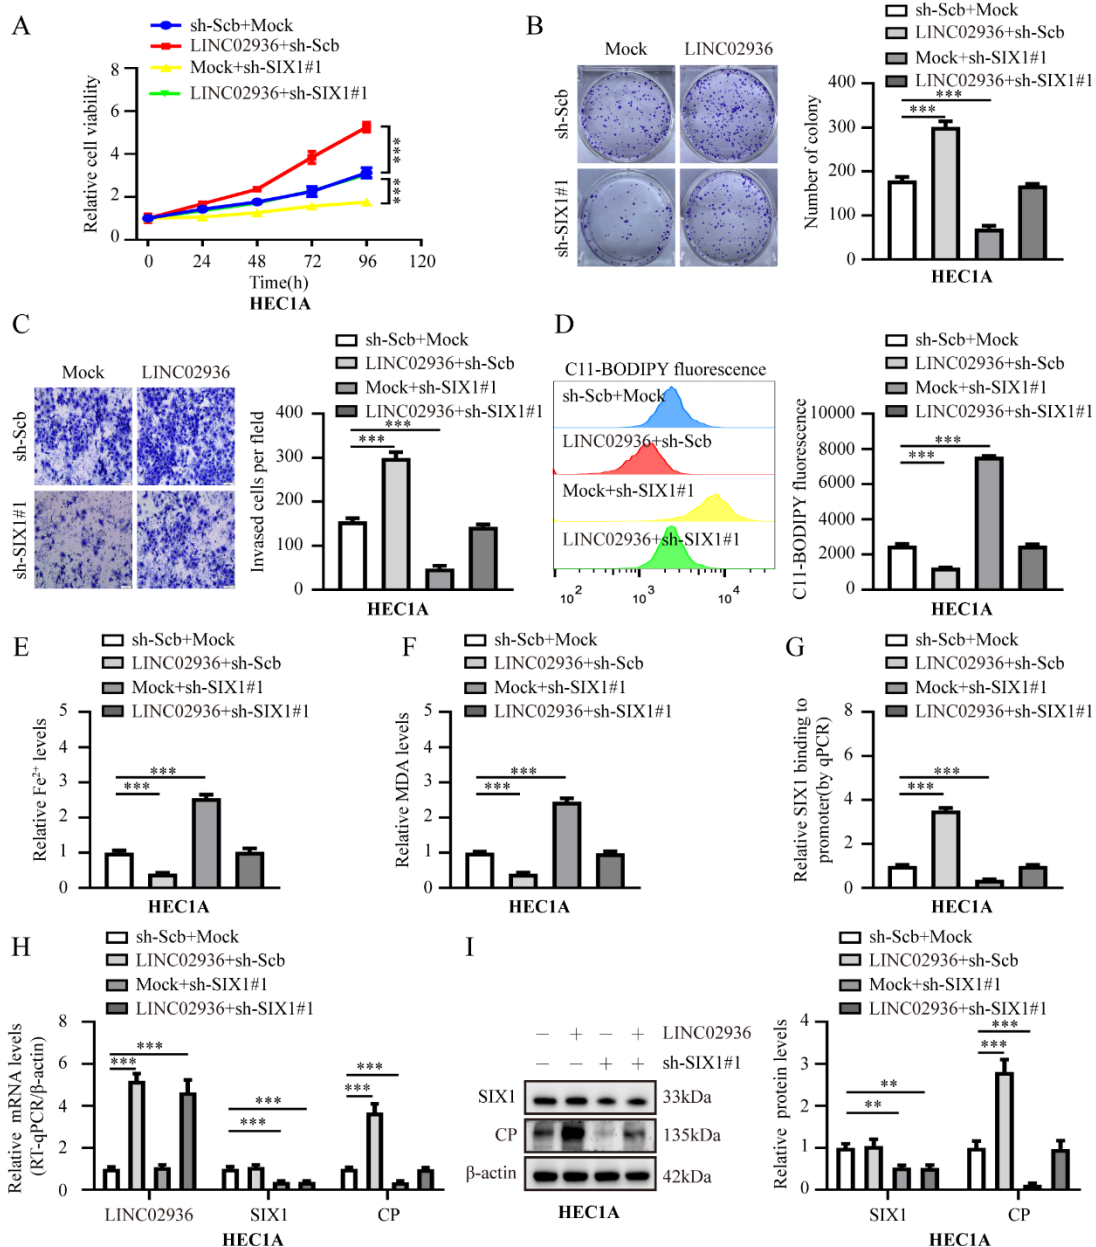 A
sh-Scb+Mock
LINC02936+sh-Scb
Mock+sh-SIX1#1
LINC02936+sh-SIX1#1
Relative cell viability
8
6
4
2
0
***
***
0 24 48 72 96 120
Time(h)
HEC1A
B
Mock LINC02936
sh-Scb
sh-SIX1#1
sh-Scb+Mock
LINC02936+sh-Scb
Mock+sh-SIX1#1
LINC02936+sh-SIX1#1
Number of colony
400
300
200
100
0
***
***
HEC1A
C
Mock LINC02936
sh-Scb
sh-SIX1#1
sh-Scb+Mock
LINC02936+sh-Scb
Mock+sh-SIX1#1
LINC02936+sh-SIX1#1
Invased cells per field
400
300
200
100
0
***
***
HEC1A
D
C11-BODIPY fluorescence
sh-Scb+Mock
LINC02936+sh-Scb
Mock+sh-SIX1#1
LINC02936+sh-SIX1#1
10² 10³ 10⁴
sh-Scb+Mock
LINC02936+sh-Scb
Mock+sh-SIX1#1
LINC02936+sh-SIX1#1
C11-BODIPY fluorescence
10000
8000
6000
4000
2000
0
***
***
HEC1A
E
sh-Scb+Mock
LINC02936+sh-Scb
Mock+sh-SIX1#1
LINC02936+sh-SIX1#1
Relative Fe²⁺ levels
5
4
3
2
1
0
***
***
HEC1A
F
sh-Scb+Mock
LINC02936+sh-Scb
Mock+sh-SIX1#1
LINC02936+sh-SIX1#1
Relative MDA levels
5
4
3
2
1
0
***
***
HEC1A
G
sh-Scb+Mock
LINC02936+sh-Scb
Mock+sh-SIX1#1
LINC02936+sh-SIX1#1
Relative SIX1 binding to
promoter(by qPCR)
8
6
4
2
0
***
***
HEC1A
H
sh-Scb+Mock
LINC02936+sh-Scb
Mock+sh-SIX1#1
LINC02936+sh-SIX1#1
Relative mRNA levels
(RT-qPCR/β-actin)
8
6
4
2
0
***
***
***
***
***
***
LINC02936 SIX1 CP
HEC1A
I
− + − + LINC02936
− − + + sh-SIX1#1
SIX1 33kDa
CP 135kDa
β-actin 42kDa
HEC1A
sh-Scb+Mock
LINC02936+sh-Scb
Mock+sh-SIX1#1
LINC02936+sh-SIX1#1
Relative protein levels
4
3
2
1
0
**
**
***
***
SIX1 CP
HEC1A